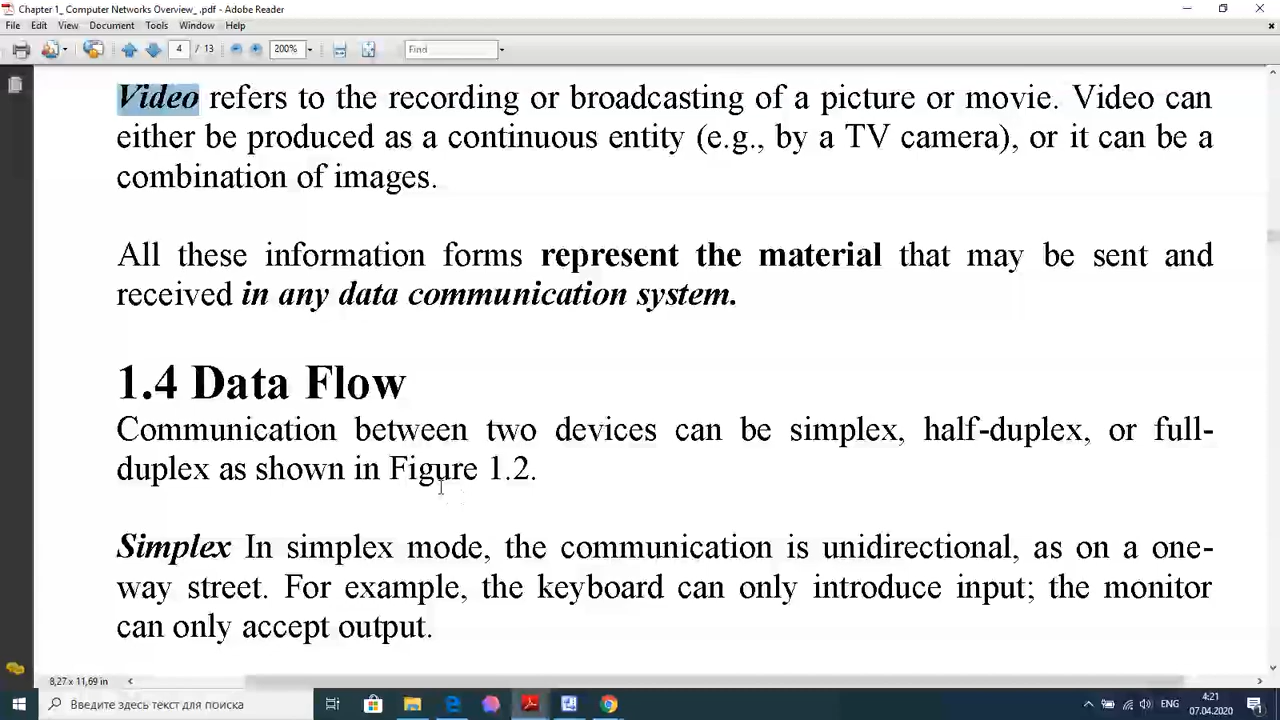 Chapter 1_ Computer Networks Overview_ .pdf - Adobe Reader
File Edit View Document Tools Window Help
4 / 13 200% Find
Video refers to the recording or broadcasting of a picture or movie. Video can
either be produced as a continuous entity (e.g., by a TV camera), or it can be a
combination of images.
All these information forms represent the material that may be sent and
received in any data communication system.
1.4 Data Flow
Communication between two devices can be simplex, half-duplex, or full-
duplex as shown in Figure 1.2.
Simplex In simplex mode, the communication is unidirectional, as on a one-
way street. For example, the keyboard can only introduce input; the monitor
can only accept output.
8,27 x 11,69 in
Введите здесь текст для поиска
ENG
4:21
07.04.2020